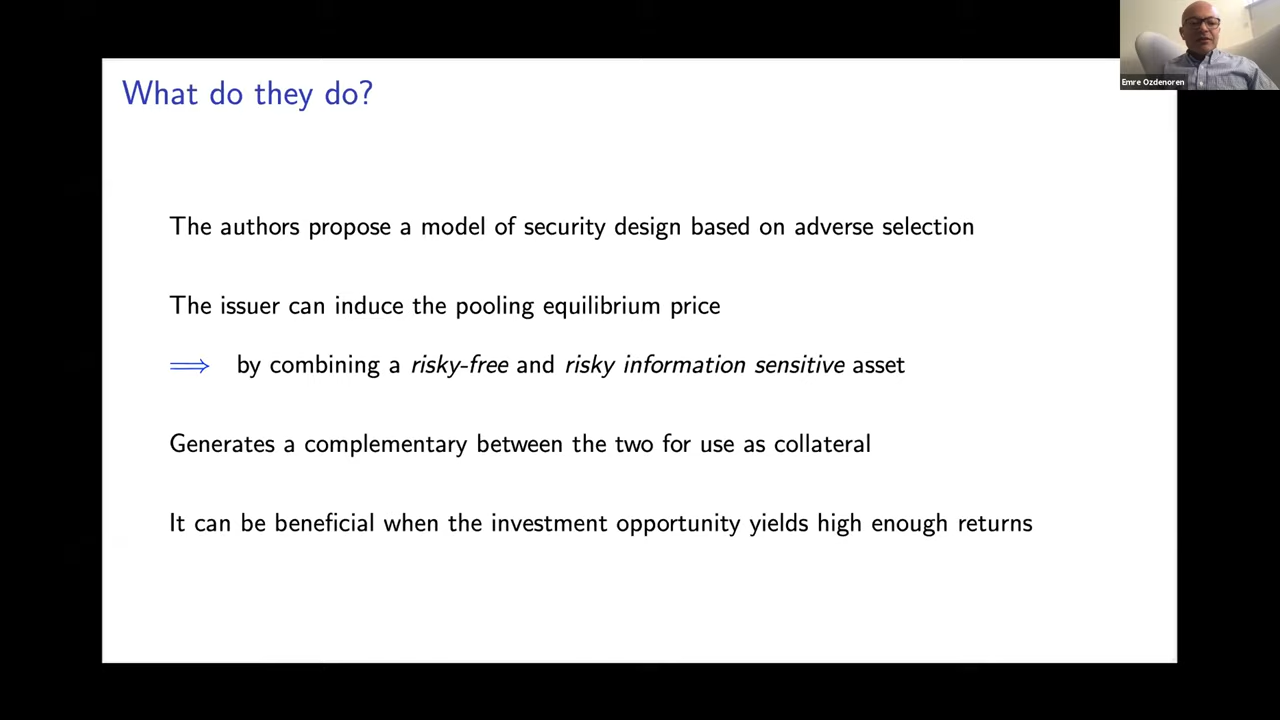 What do they do?
Emre Ozdenoren
The authors propose a model of security design based on adverse selection
The issuer can induce the pooling equilibrium price
⟹ by combining a risky-free and risky information sensitive asset
Generates a complementary between the two for use as collateral
It can be beneficial when the investment opportunity yields high enough returns